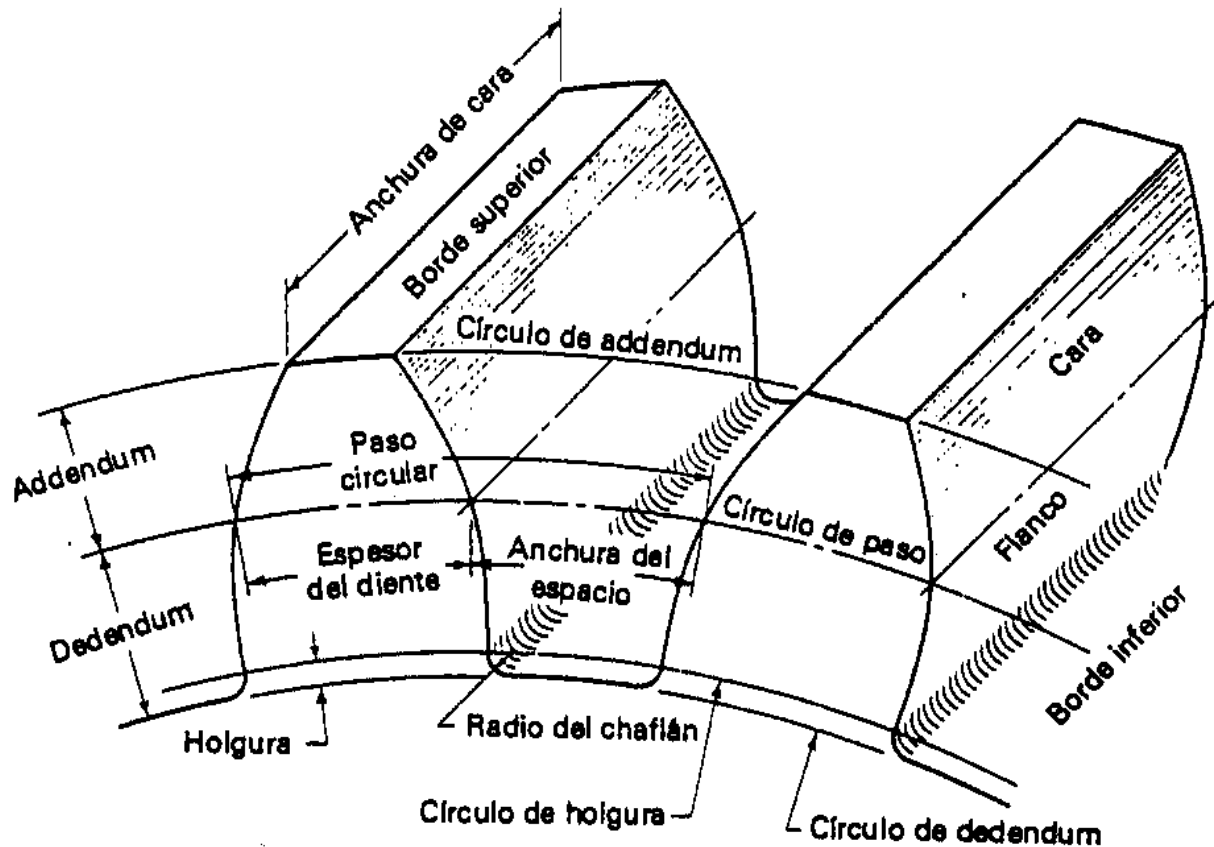 Anchura de cara
Borde superior
Círculo de addendum
Cara
Addendum
Paso
circular
Círculo de paso
Flanco
Espesor
del diente
Anchura del
espacio
Dedendum
Borde inferior
Holgura
Radio del chaflán
Círculo de holgura
Círculo de dedendum